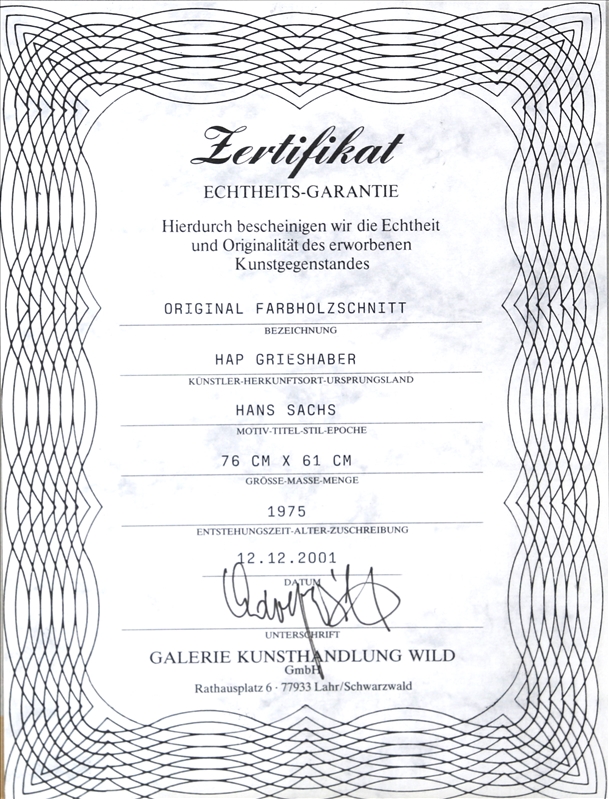 Zertifikat
ECHTHEITS-GARANTIE
Hierdurch bescheinigen wir die Echtheit
und Originalität des erworbenen
Kunstgegenstandes
ORIGINAL FARBHOLZSCHNITT
BEZEICHNUNG
HAP GRIESHABER
KÜNSTLER-HERKUNFTSORT-URSPRUNGSLAND
HANS SACHS
MOTIV-TITEL-STIL-EPOCHE
76 CM X 61 CM
GRÖSSE-MASSE-MENGE
1975
ENTSTEHUNGSZEIT-ALTER-ZUSCHREIBUNG
12.12.2001
DATUM
UNTERSCHRIFT
GALERIE KUNSTHANDLUNG WILD
GmbH
Rathausplatz 6 · 77933 Lahr/Schwarzwald